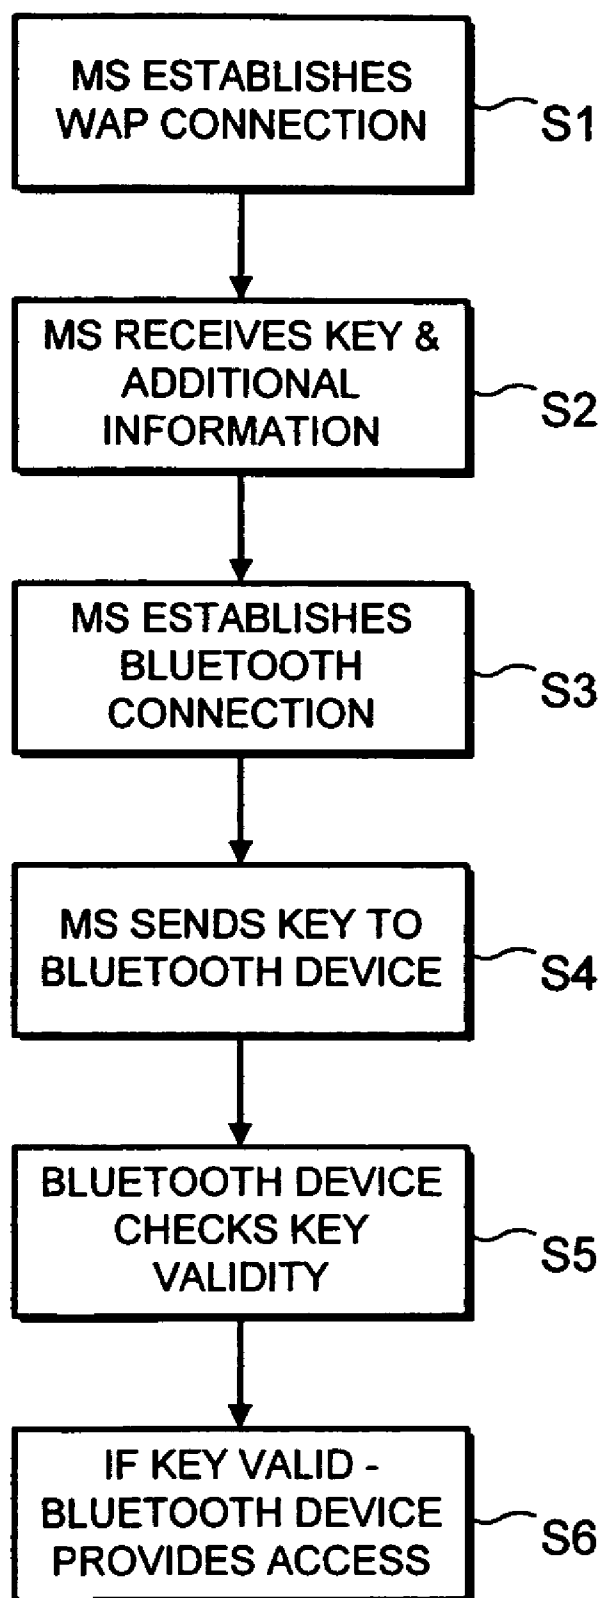 MS ESTABLISHES
WAP CONNECTION
S1
MS RECEIVES KEY &
ADDITIONAL
INFORMATION
S2
MS ESTABLISHES
BLUETOOTH
CONNECTION
S3
MS SENDS KEY TO
BLUETOOTH DEVICE
S4
BLUETOOTH DEVICE
CHECKS KEY
VALIDITY
S5
IF KEY VALID -
BLUETOOTH DEVICE
PROVIDES ACCESS
S6